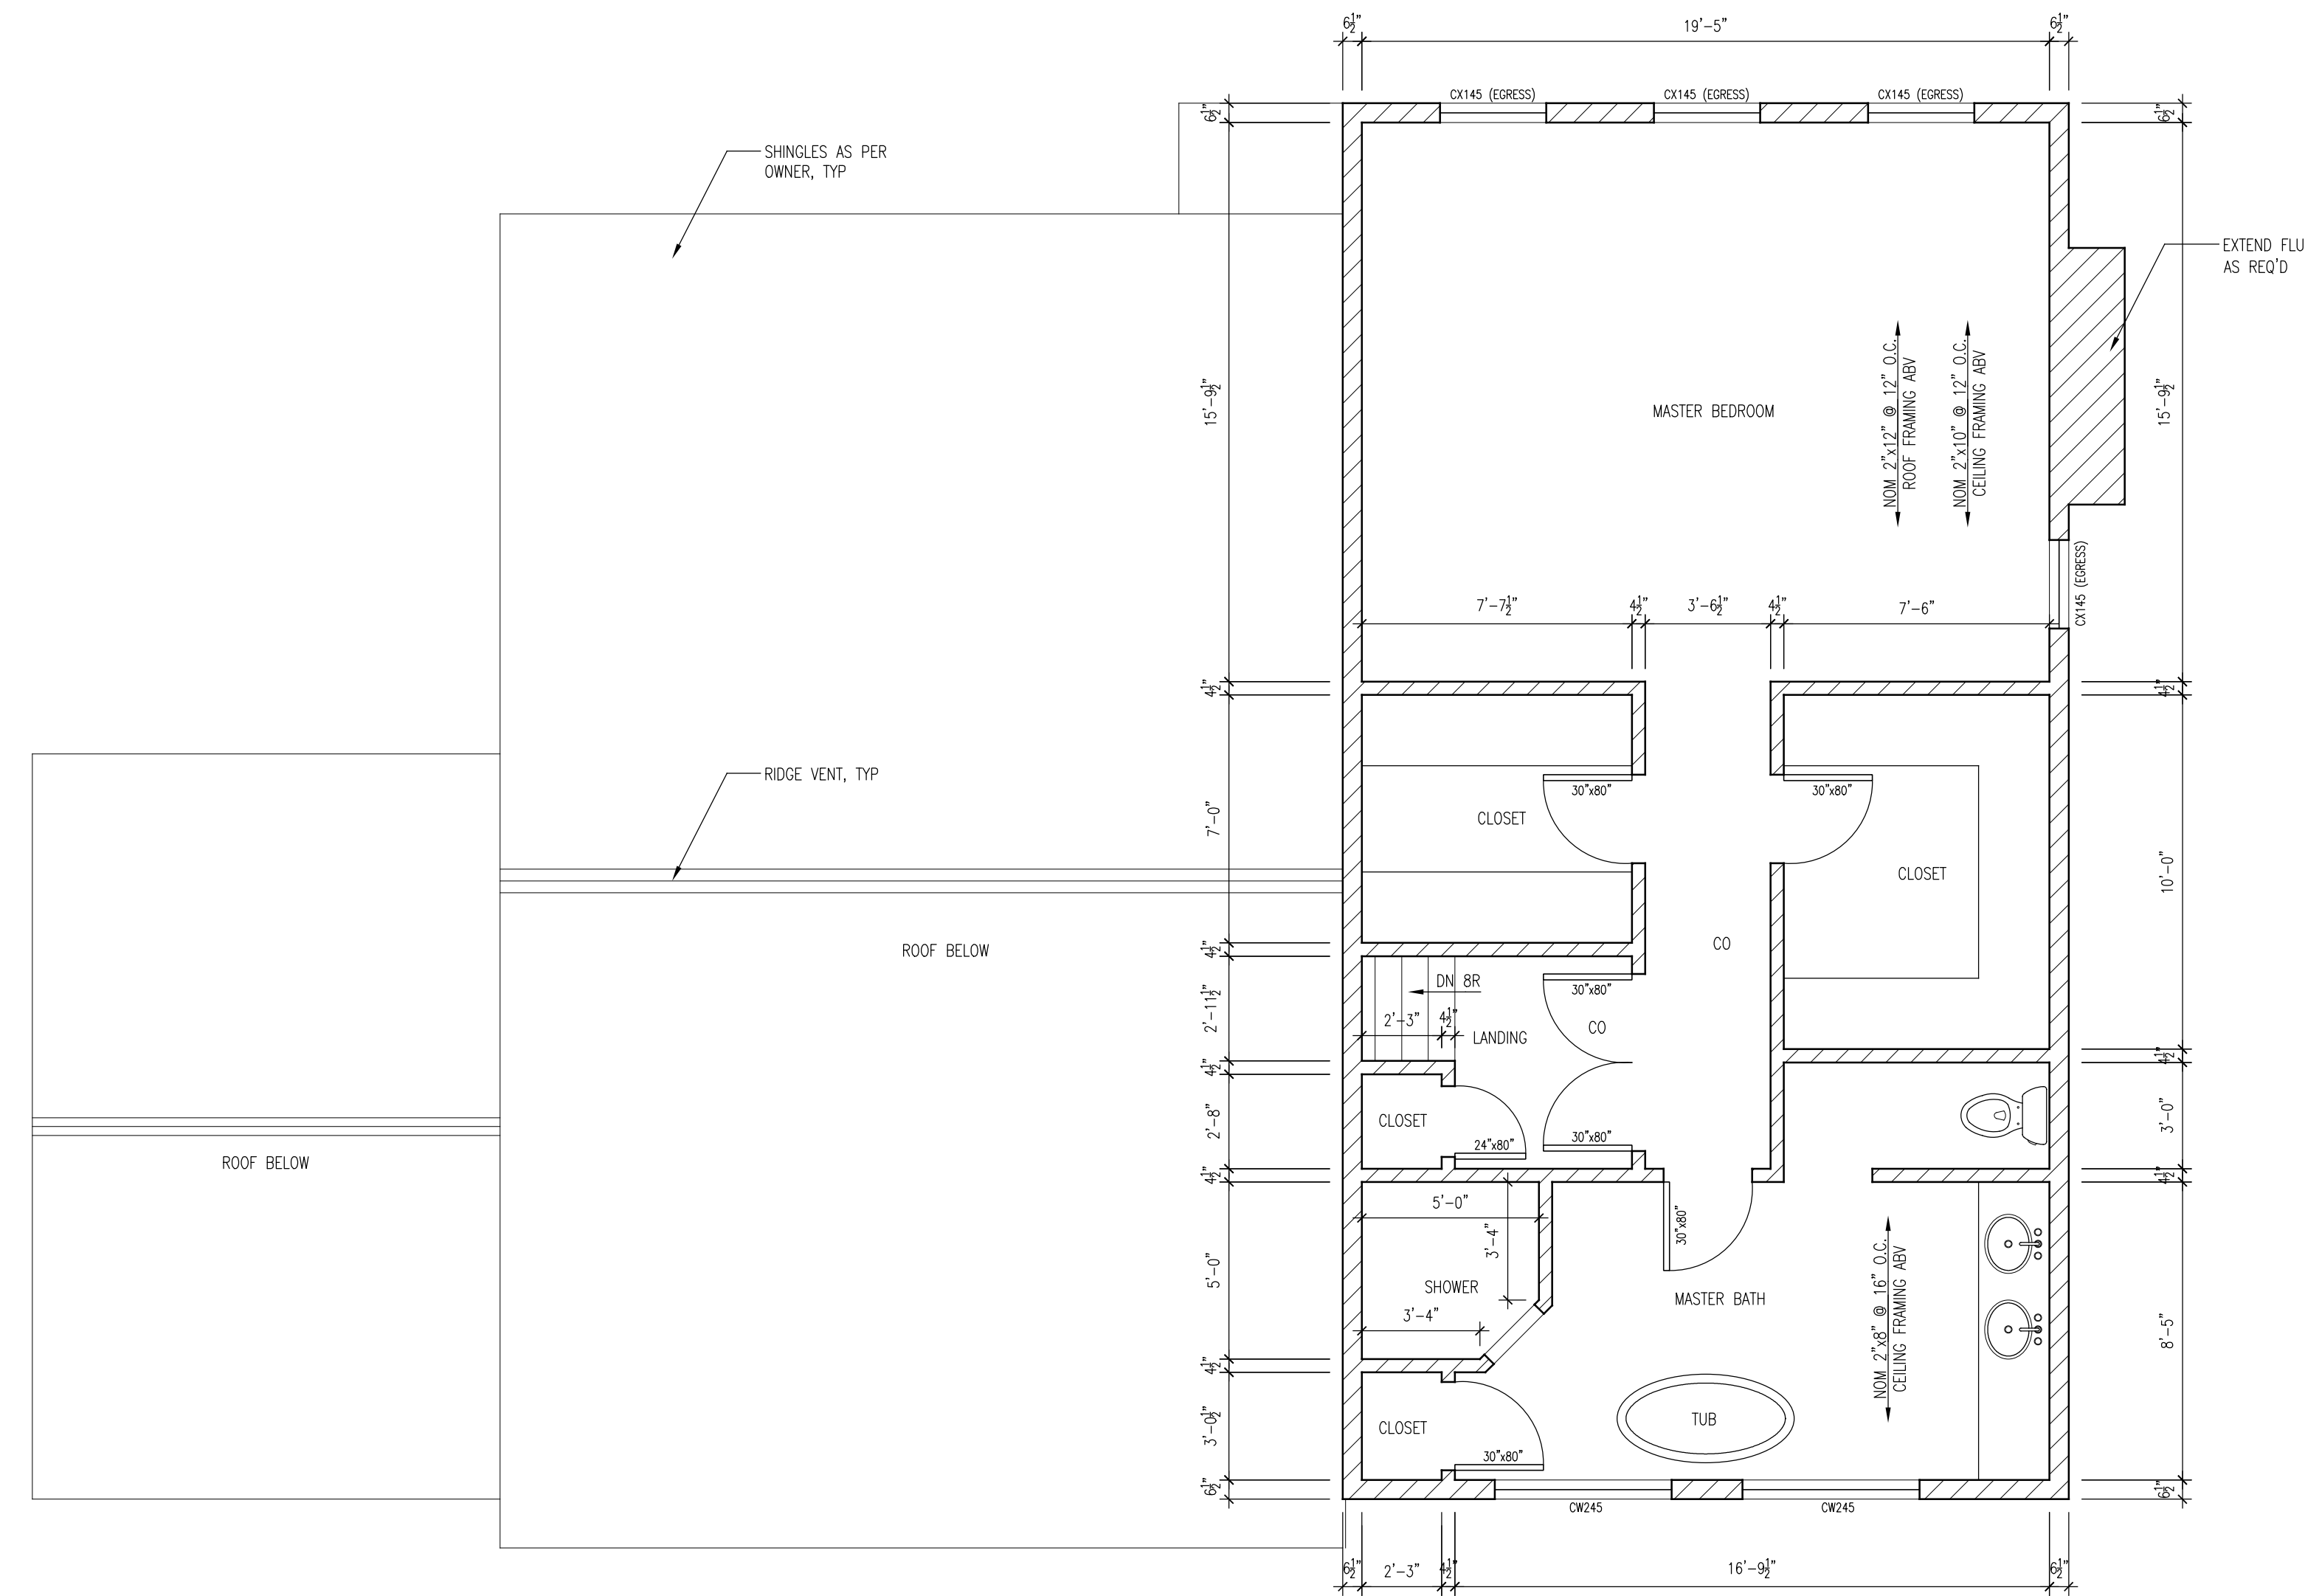 6½"
19'-5"
6½"
CX145 (EGRESS)
CX145 (EGRESS)
CX145 (EGRESS)
6½"
6½"
SHINGLES AS PER
OWNER, TYP
EXTEND FLU
AS REQ'D
15'-9½"
MASTER BEDROOM
NOM 2"x12" @ 12" O.C.
ROOF FRAMING ABV
NOM 2"x10" @ 12" O.C.
CEILING FRAMING ABV
15'-9½"
CX145 (EGRESS)
7'-7½"
4½"
3'-6½"
4½"
7'-6"
4½"
4½"
RIDGE VENT, TYP
30"x80"
30"x80"
7'-0"
CLOSET
CLOSET
10'-0"
ROOF BELOW
4½"
CO
DN 8R
30"x80"
2'-11½"
2'-3"
4½"
LANDING
CO
4½"
4½"
2'-8"
CLOSET
24"x80"
30"x80"
3'-0"
ROOF BELOW
4½"
4½"
5'-0"
3'-4"
30"x80"
5'-0"
SHOWER
MASTER BATH
NOM 2"x8" @ 16" O.C.
CEILING FRAMING ABV
3'-4"
8'-5"
4½"
3'-0½"
CLOSET
TUB
30"x80"
6½"
6½"
CW245
CW245
6½"
2'-3"
4½"
16'-9½"
6½"